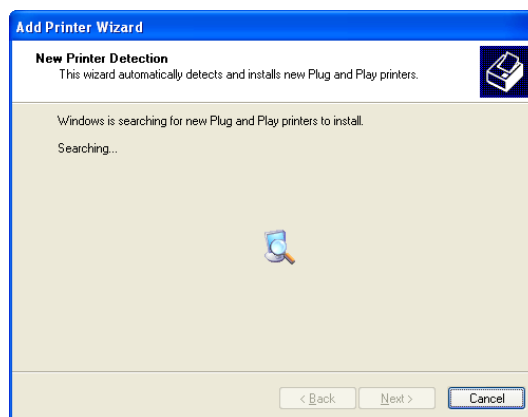 Add Printer Wizard
New Printer Detection
This wizard automatically detects and installs new Plug and Play printers.
Windows is searching for new Plug and Play printers to install.
Searching...
< Back
Next >
Cancel